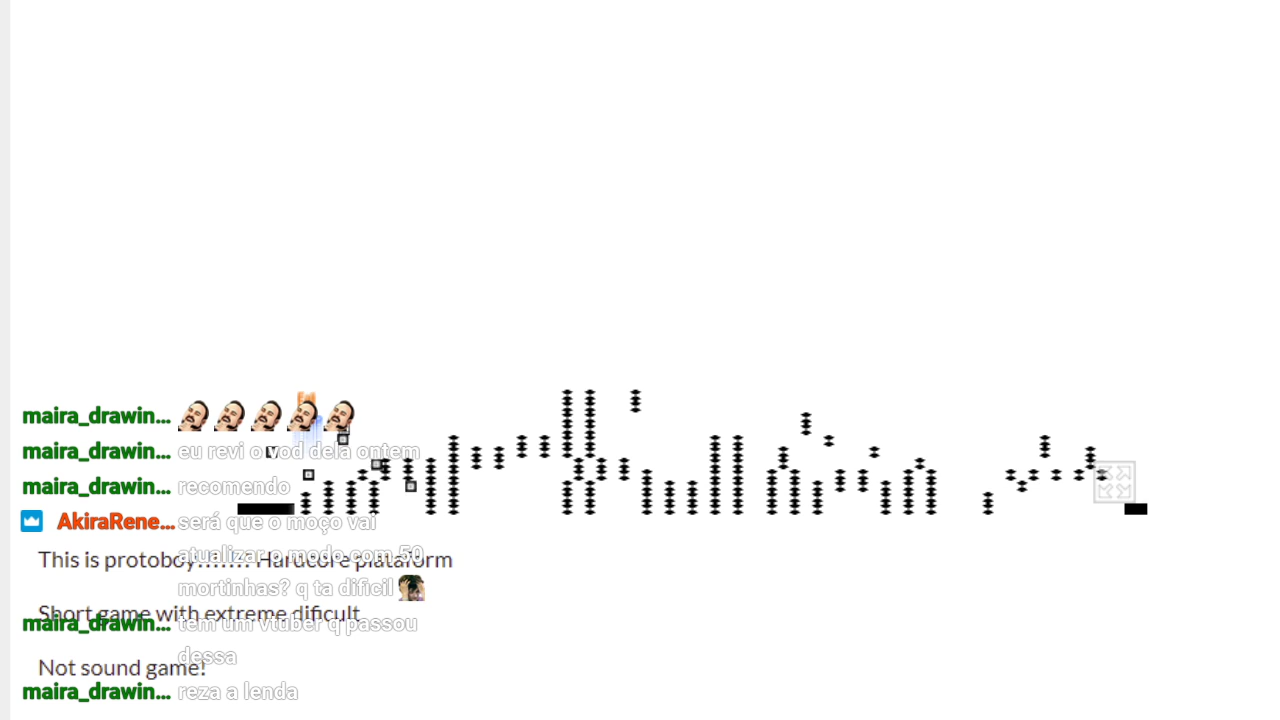 maira_drawin...
maira_drawin... eu revi o vod dela ontem
maira_drawin... recomendo
AkiraRene... será que o moço vai
atualizar o modo com 50
This is protoboy....... Hardcore plataform
mortinhas? q ta dificil
Short game with extreme dificult
maira_drawin... tem um vtuber q passou
dessa
Not sound game!
maira_drawin... reza a lenda